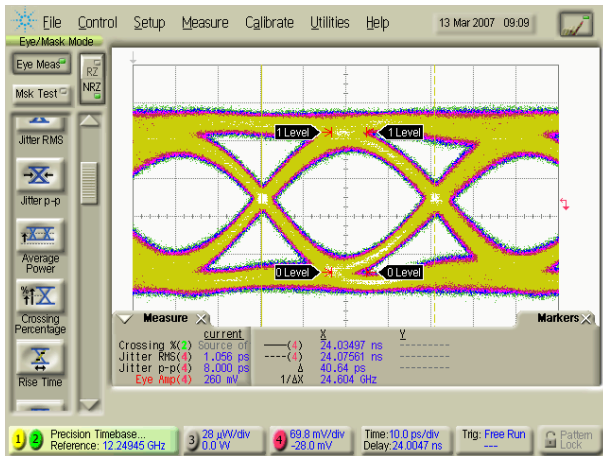 File Control Setup Measure Calibrate Utilities Help 13 Mar 2007 09:09
Eye/Mask Mode
Eye Meas
RZ
NRZ
Msk Test
Jitter RMS
Jitter p-p
Average
Power
Crossing
Percentage
Rise Time
1 Level 1 Level
0 Level 0 Level
Measure Markers
current X Y
Crossing %(2) Source of ——(4) 24.03497 ns ---------
Jitter RMS(4) 1.056 ps ----(4) 24.07561 ns ---------
Jitter p-p(4) 8.000 ps Δ 40.64 ps ---------
Eye Amp(4) 260 mV 1/ΔX 24.604 GHz
1 2 Precision Timebase...
Reference: 12.24945 GHz
3 28 µW/div
0.0 W
4 69.8 mV/div
-28.0 mV
Time:10.0 ps/div
Delay:24.0047 ns
Trig: Free Run
---
Pattern
Lock